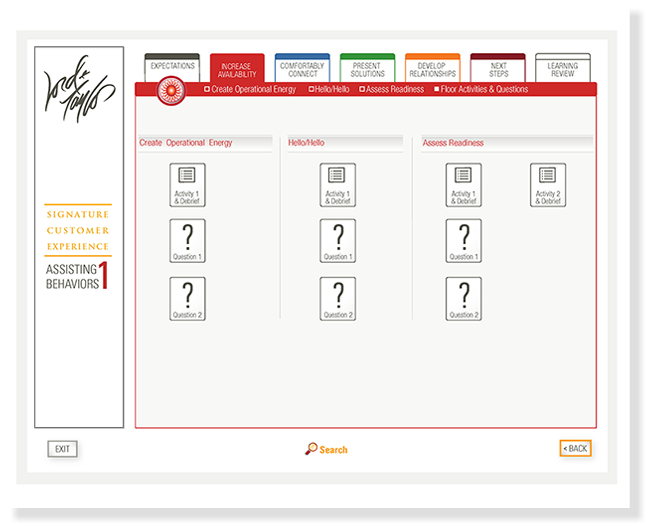 Lord & Taylor
SIGNATURE
CUSTOMER
EXPERIENCE
ASSISTING 1
BEHAVIORS
EXPECTATIONS
INCREASE
AVAILABILITY
COMFORTABLY
CONNECT
PRESENT
SOLUTIONS
DEVELOP
RELATIONSHIPS
NEXT
STEPS
LEARNING
REVIEW
Create Operational Energy Hello/Hello Assess Readiness Floor Activities & Questions
Create Operational Energy
Hello/Hello
Assess Readiness
Activity 1
& Debrief
Activity 1
& Debrief
Activity 1
& Debrief
Activity 2
& Debrief
?
Question 1
?
Question 1
?
Question 1
?
Question 2
?
Question 2
?
Question 2
EXIT
Search
< BACK